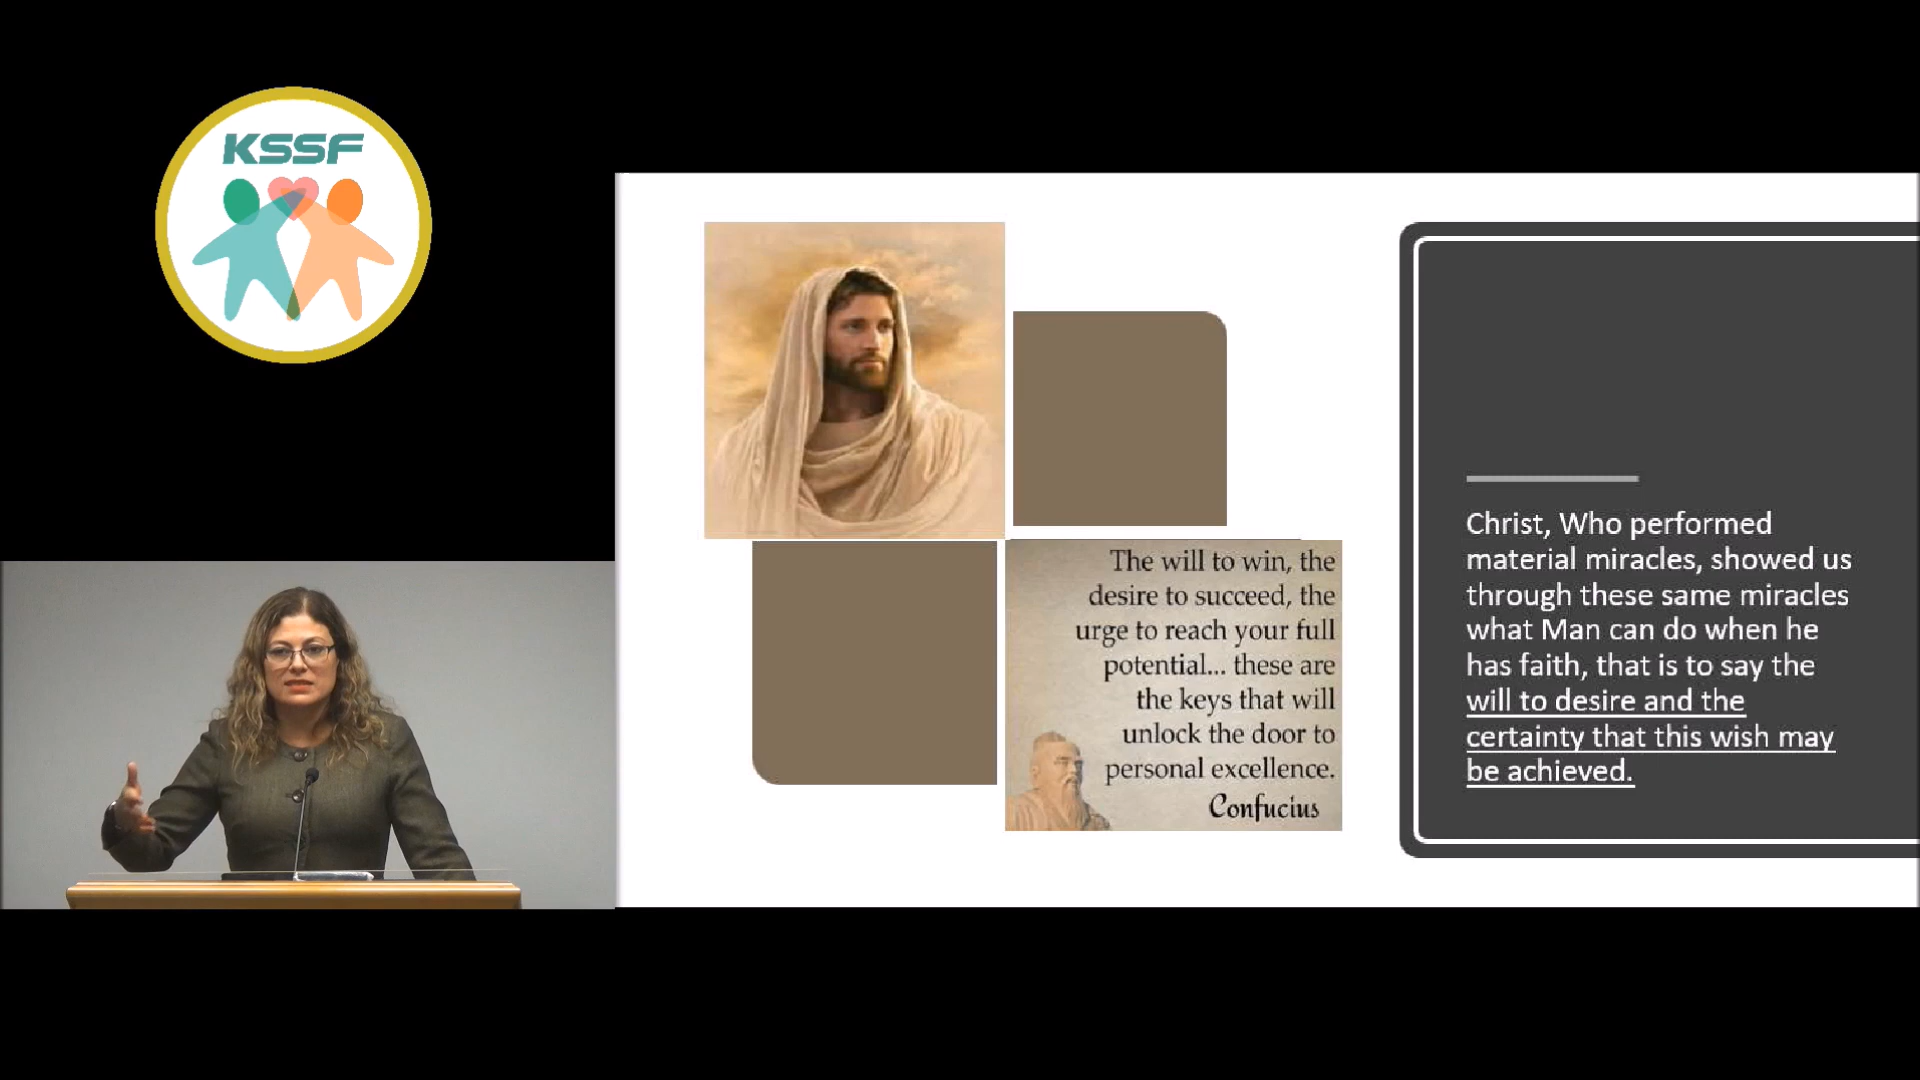 KSSF
The will to win, the
desire to succeed, the
urge to reach your full
potential... these are
the keys that will
unlock the door to
personal excellence.
Confucius
Christ, Who performed
material miracles, showed us
through these same miracles
what Man can do when he
has faith, that is to say the
will to desire and the
certainty that this wish may
be achieved.